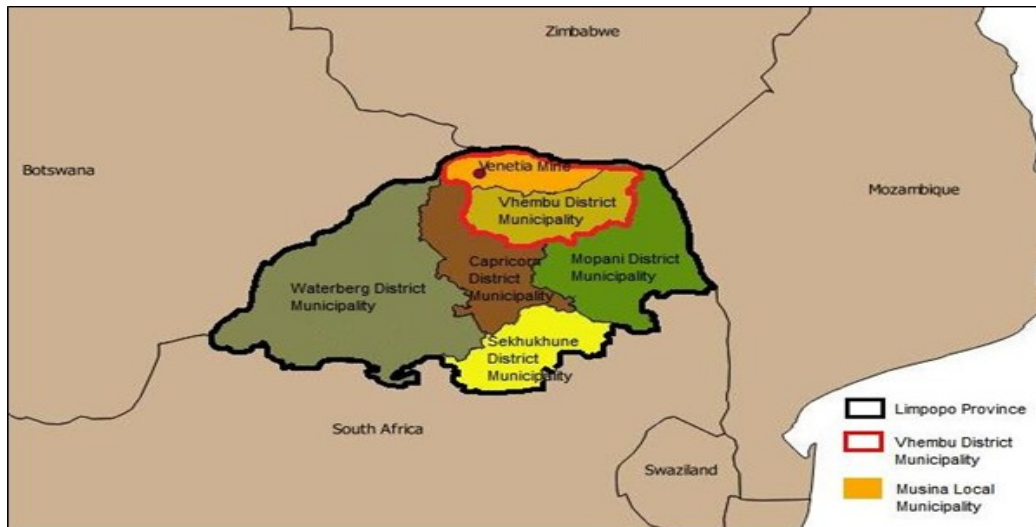 Zimbabwe
Botswana
Venetia Mine
Mozambique
Vhembu District
Municipality
Capricora
District
Municipality
Mopani District
Municipality
Waterberg District
Municipality
Sekhukhune
District
Municipality
South Africa
Swaziland
Limpopo Province
Vhembu District
Municipality
Musina Local
Municipality